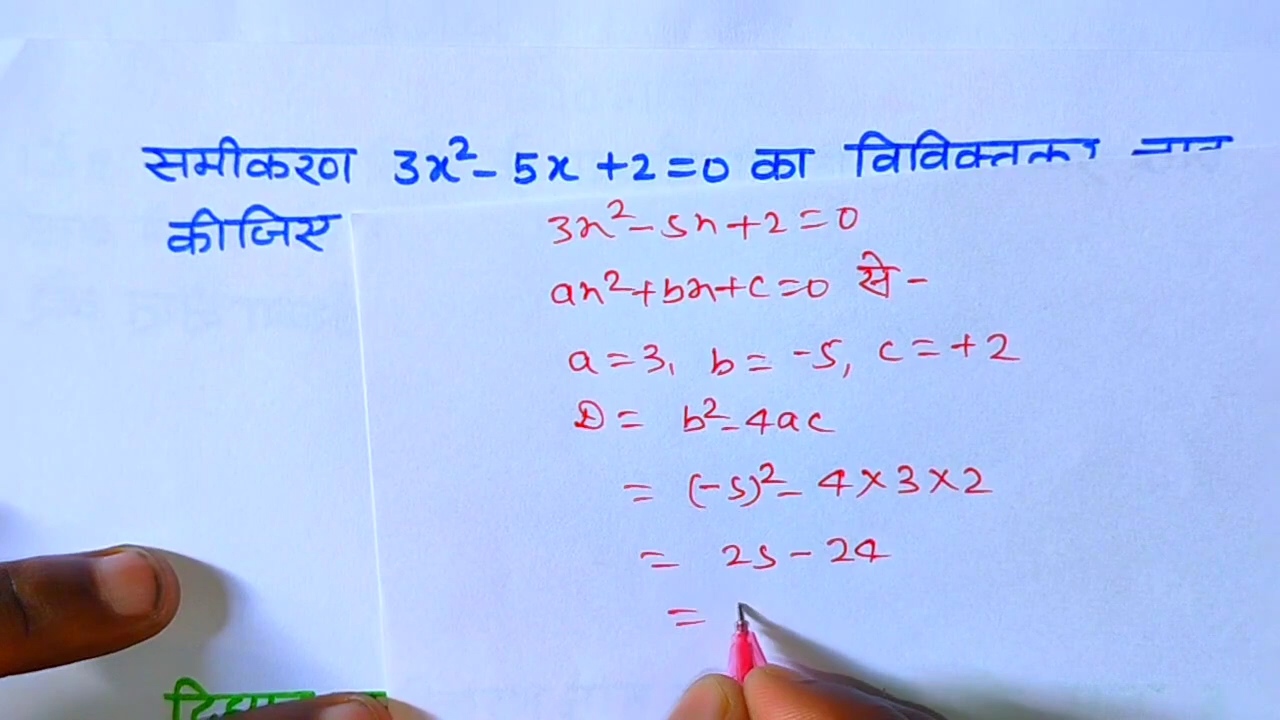 समीकरण 3x² - 5x + 2 = 0 का
कीजिए
3x² - 5x + 2 = 0
ax² + bx + c = 0 से -
a = 3, b = -5, c = +2
D = b² - 4ac
= (-5)² - 4 × 3 × 2
= 25 - 24
=